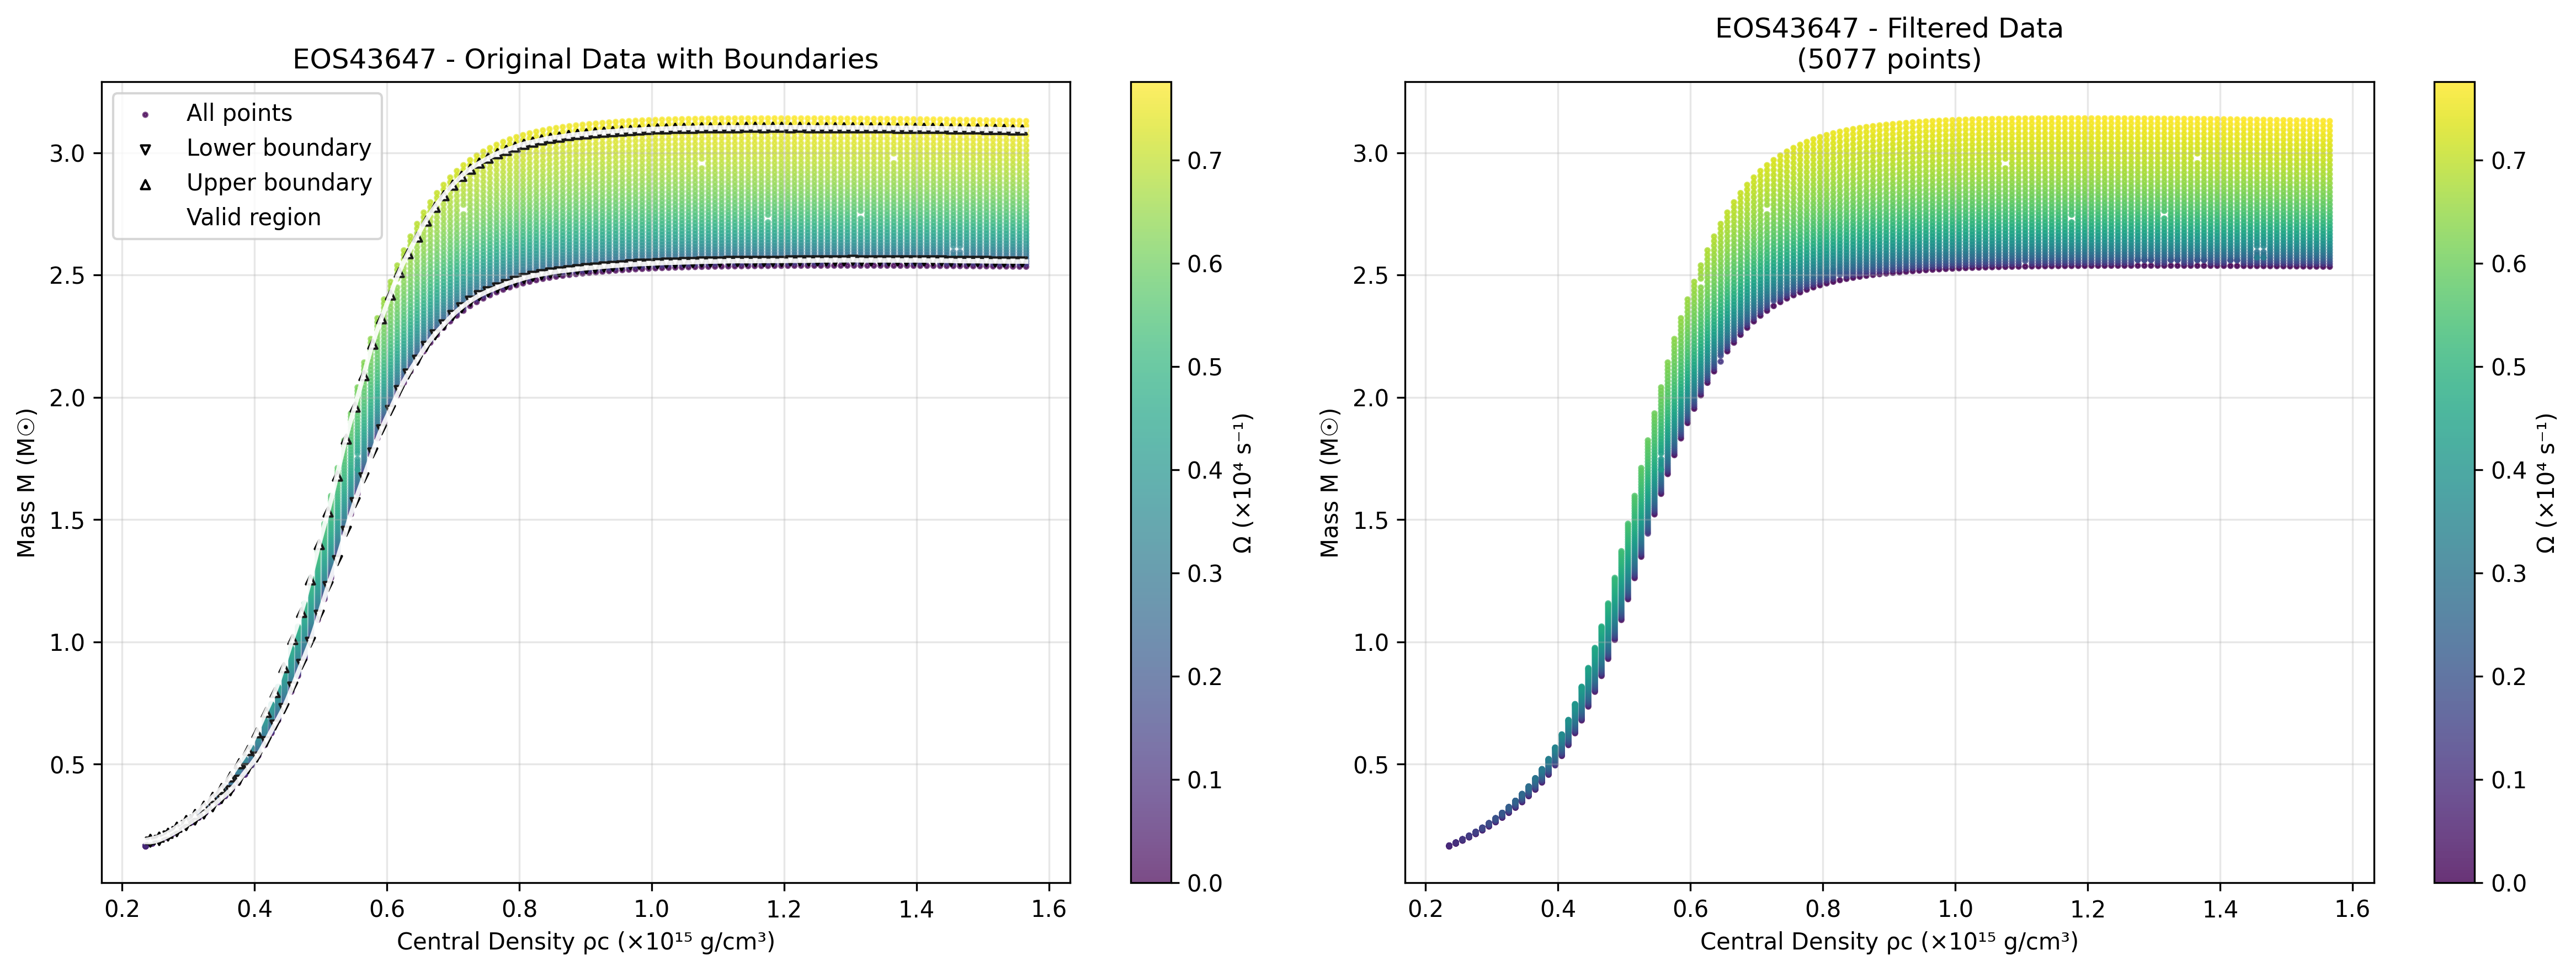 EOS43647 - Original Data with Boundaries
All points
Lower boundary
Upper boundary
Valid region
Mass M (M☉)
3.0
2.5
2.0
1.5
1.0
0.5
0.2 0.4 0.6 0.8 1.0 1.2 1.4 1.6
Central Density ρc (×10¹⁵ g/cm³)
0.7
0.6
0.5
0.4
0.3
0.2
0.1
0.0
Ω (×10⁴ s⁻¹)
EOS43647 - Filtered Data
(5077 points)
Mass M (M☉)
3.0
2.5
2.0
1.5
1.0
0.5
0.2 0.4 0.6 0.8 1.0 1.2 1.4 1.6
Central Density ρc (×10¹⁵ g/cm³)
0.7
0.6
0.5
0.4
0.3
0.2
0.1
0.0
Ω (×10⁴ s⁻¹)